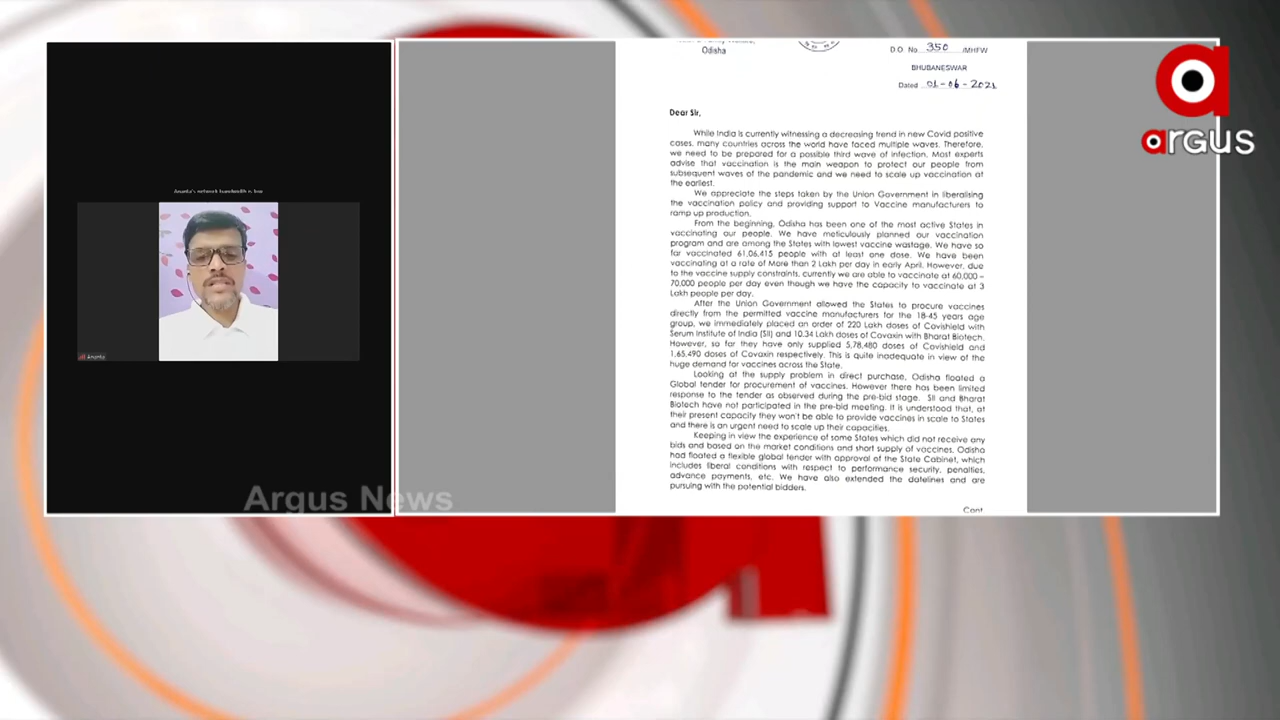 Ananta's network bandwidth is low
Ananta
Odisha
D O No 350 /MHFW
BHUBANESWAR
Dated 01-06-2021
Dear Sir,
While India is currently witnessing a decreasing trend in new Covid positive
cases, many countries across the world have faced multiple waves. Therefore,
we need to be prepared for a possible third wave of infection. Most experts
advise that vaccination is the main weapon to protect our people from
subsequent waves of the pandemic and we need to scale up vaccination at
the earliest.
We appreciate the steps taken by the Union Government in liberalising
the vaccination policy and providing support to Vaccine manufacturers to
ramp up production.
From the beginning, Odisha has been one of the most active States in
vaccinating our people. We have meticulously planned our vaccination
program and are among the States with lowest vaccine wastage. We have so
far vaccinated 61,06,415 people with at least one dose. We have been
vaccinating at a rate of More than 2 Lakh per day in early April. However, due
to the vaccine supply constraints, currently we are able to vaccinate at 60,000 –
70,000 people per day even though we have the capacity to vaccinate at 3
Lakh people per day.
After the Union Government allowed the States to procure vaccines
directly from the permitted vaccine manufacturers for the 18-45 years age
group, we immediately placed an order of 220 Lakh doses of Covishield with
Serum Institute of India (SII) and 10.34 Lakh doses of Covaxin with Bharat Biotech.
However, so far they have only supplied 5,78,480 doses of Covishield and
1,65,490 doses of Covaxin respectively. This is quite inadequate in view of the
huge demand for vaccines across the State.
Looking at the supply problem in direct purchase, Odisha floated a
Global tender for procurement of vaccines. However there has been limited
response to the tender as observed during the pre-bid stage. SII and Bharat
Biotech have not participated in the pre-bid meeting. It is understood that, at
their present capacity they won't be able to provide vaccines in scale to States
and there is an urgent need to scale up their capacities.
Keeping in view the experience of some States which did not receive any
bids and based on the market conditions and short supply of vaccines, Odisha
had floated a flexible global tender with approval of the State Cabinet, which
includes liberal conditions with respect to performance security, penalties,
advance payments, etc. We have also extended the datelines and are
pursuing with the potential bidders.
Cont
argus
Argus News